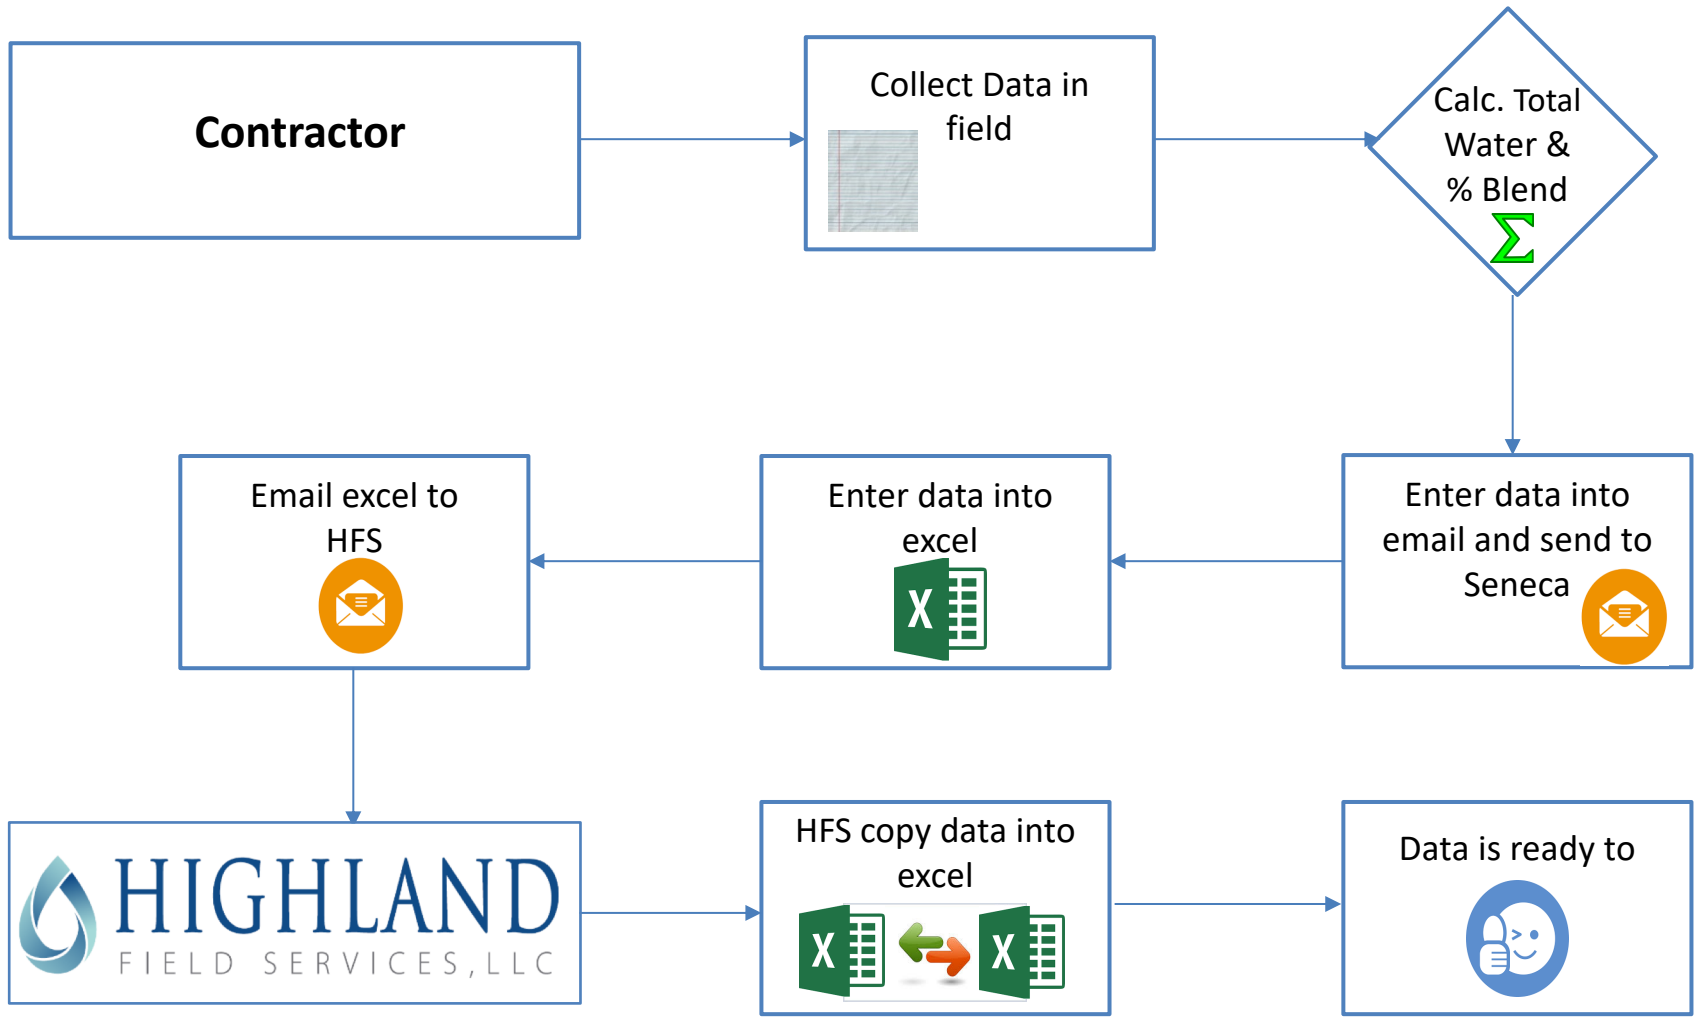 Contractor
Collect Data in
field
Calc. Total
Water &
% Blend
Σ
Email excel to
HFS
Enter data into
excel
X
Enter data into
email and send to
Seneca
HIGHLAND
FIELD SERVICES, LLC
HFS copy data into
excel
X
X
Data is ready to